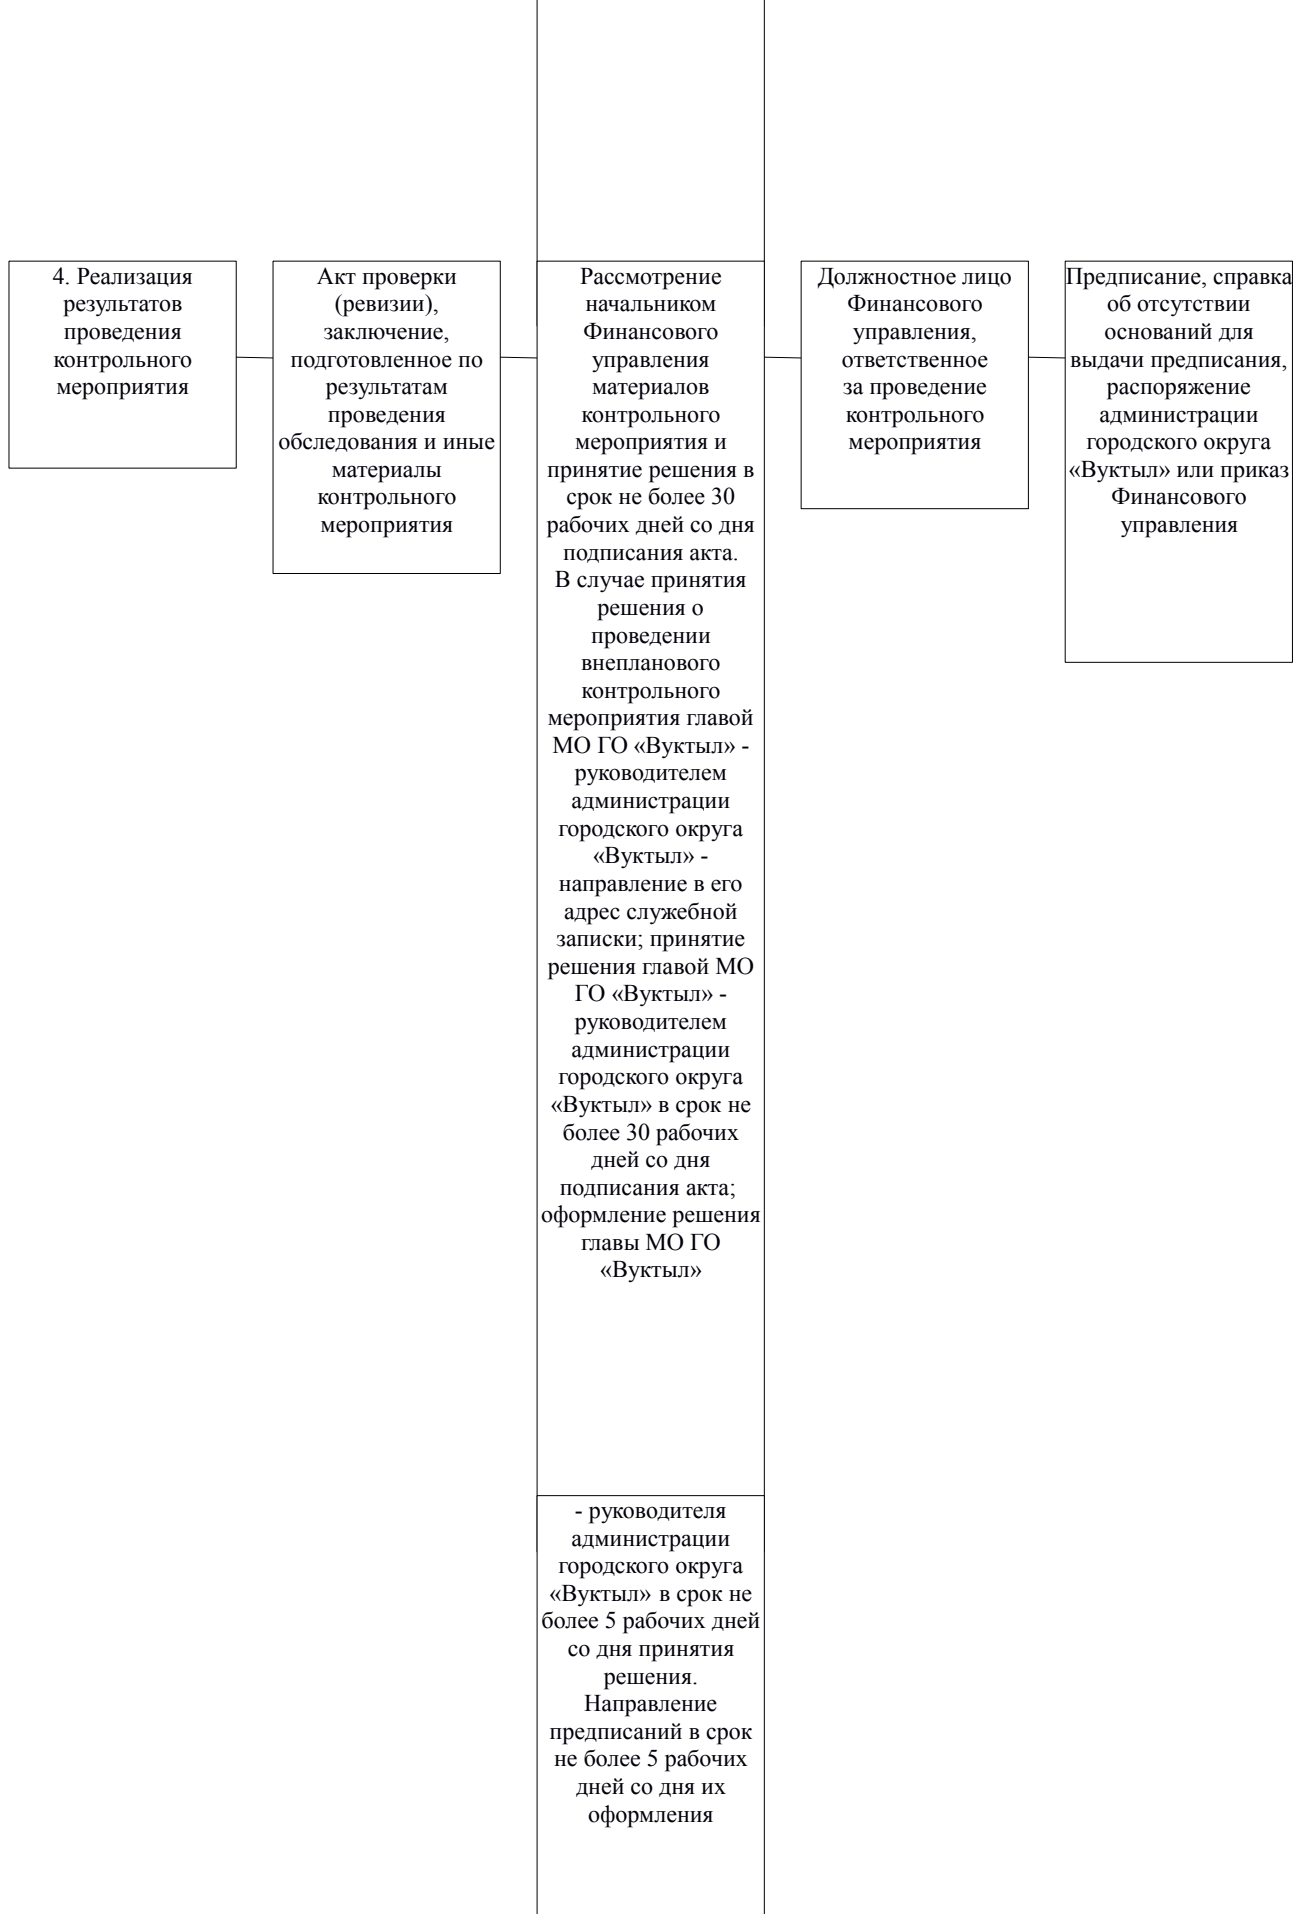 4. Реализация
результатов
проведения
контрольного
мероприятия
Акт проверки
(ревизии),
заключение,
подготовленное по
результатам
проведения
обследования и иные
материалы
контрольного
мероприятия
Рассмотрение
начальником
Финансового
управления
материалов
контрольного
мероприятия и
принятие решения в
срок не более 30
рабочих дней со дня
подписания акта.
В случае принятия
решения о
проведении
внепланового
контрольного
мероприятия главой
МО ГО «Вуктыл» -
руководителем
администрации
городского округа
«Вуктыл» -
направление в его
адрес служебной
записки; принятие
решения главой МО
ГО «Вуктыл» -
руководителем
администрации
городского округа
«Вуктыл» в срок не
более 30 рабочих
дней со дня
подписания акта;
оформление решения
главы МО ГО
«Вуктыл»
- руководителя
администрации
городского округа
«Вуктыл» в срок не
более 5 рабочих дней
со дня принятия
решения.
Направление
предписаний в срок
не более 5 рабочих
дней со дня их
оформления
Должностное лицо
Финансового
управления,
ответственное
за проведение
контрольного
мероприятия
Предписание, справка
об отсутствии
оснований для
выдачи предписания,
распоряжение
администрации
городского округа
«Вуктыл» или приказ
Финансового
управления